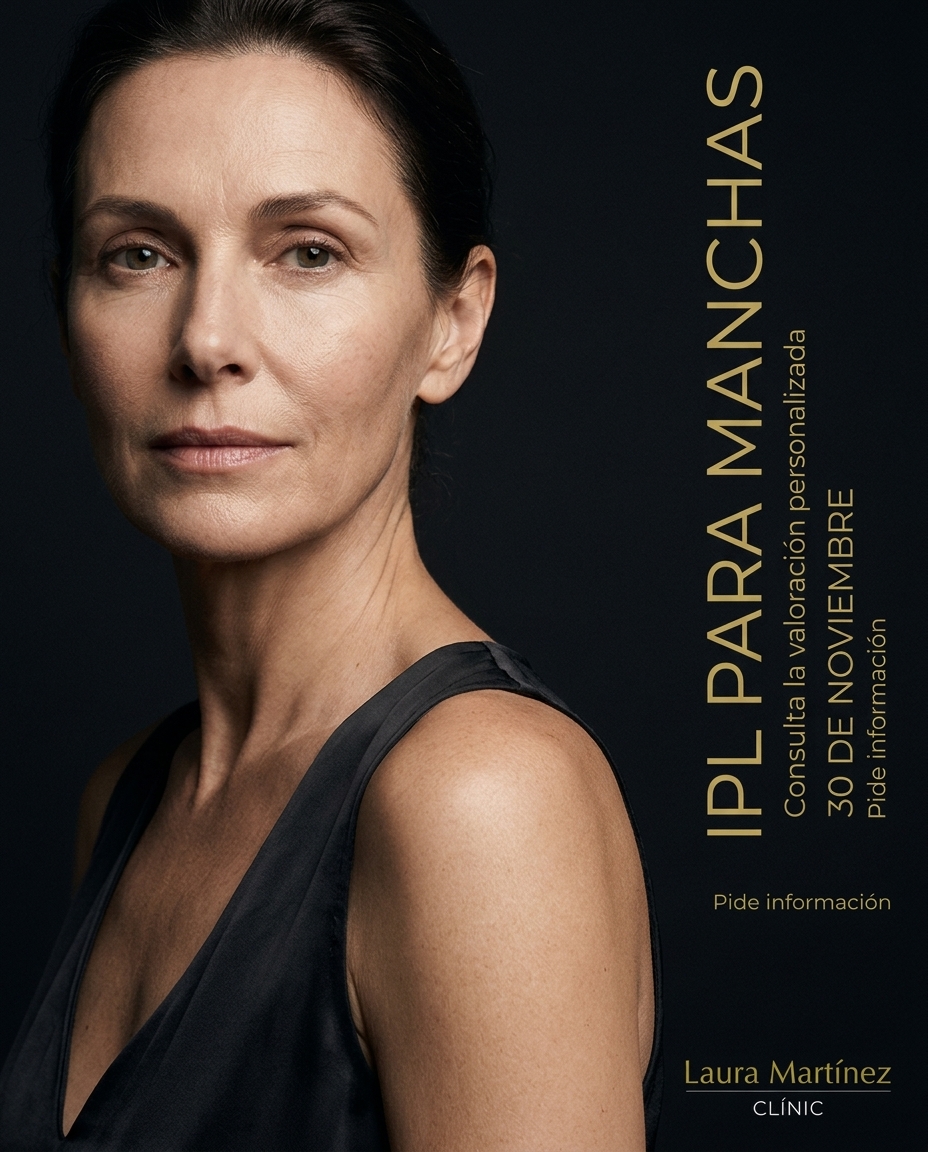 IPL PARA MANCHAS
Consulta la valoración personalizada
30 DE NOVIEMBRE
Pide información
Pide información
Laura Martínez
CLÍNIC